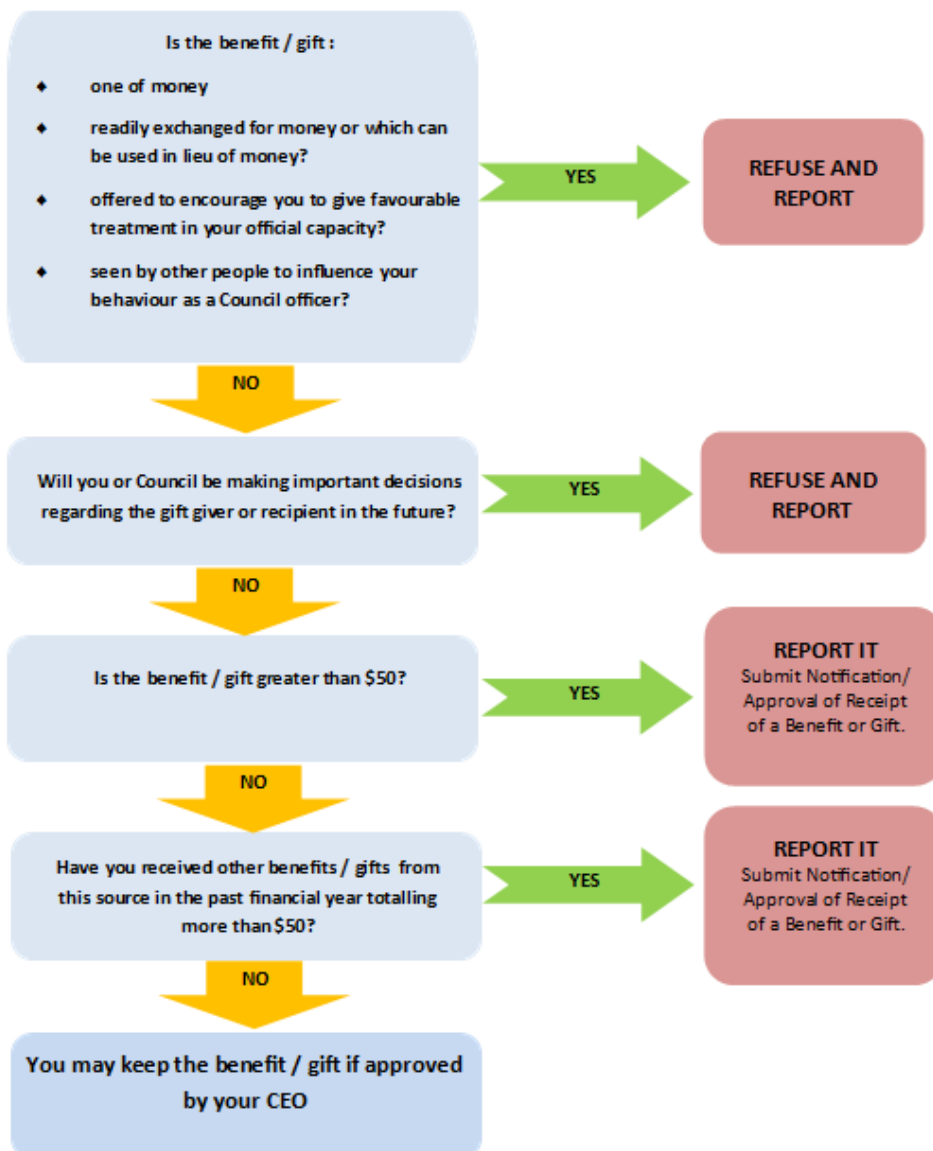 Is the benefit / gift :
♦ one of money
♦ readily exchanged for money or which can
be used in lieu of money?
♦ offered to encourage you to give favourable
treatment in your official capacity?
♦ seen by other people to influence your
behaviour as a Council officer?
YES
REFUSE AND
REPORT
NO
Will you or Council be making important decisions
regarding the gift giver or recipient in the future?
YES
REFUSE AND
REPORT
NO
Is the benefit / gift greater than $50?
YES
REPORT IT
Submit Notification/
Approval of Receipt
of a Benefit or Gift.
NO
Have you received other benefits / gifts from
this source in the past financial year totalling
more than $50?
YES
REPORT IT
Submit Notification/
Approval of Receipt
of a Benefit or Gift.
NO
You may keep the benefit / gift if approved
by your CEO